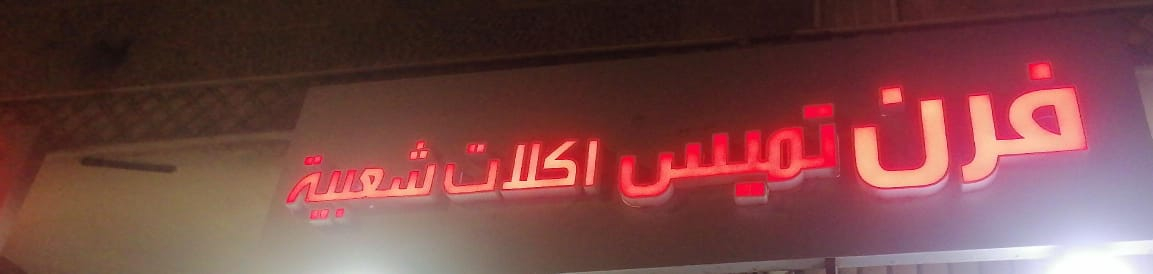 فرن تميس اكلات شعبية